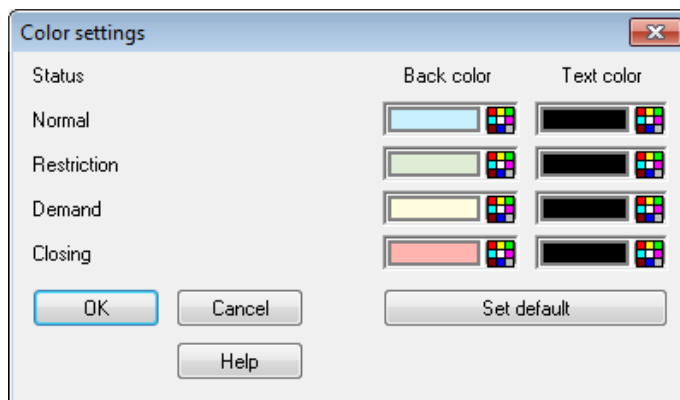 Color settings
Status Back color Text color
Normal
Restriction
Demand
Closing
OK Cancel Set default
Help